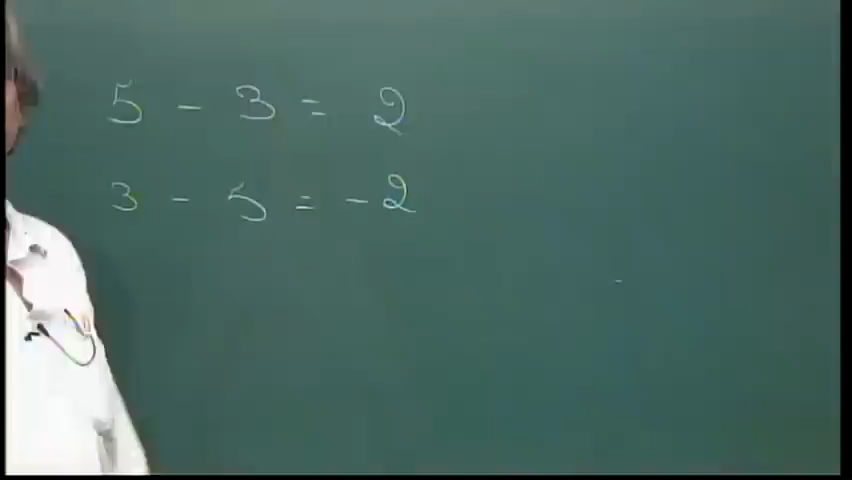 5 - 3 = 2
3 - 5 = -2